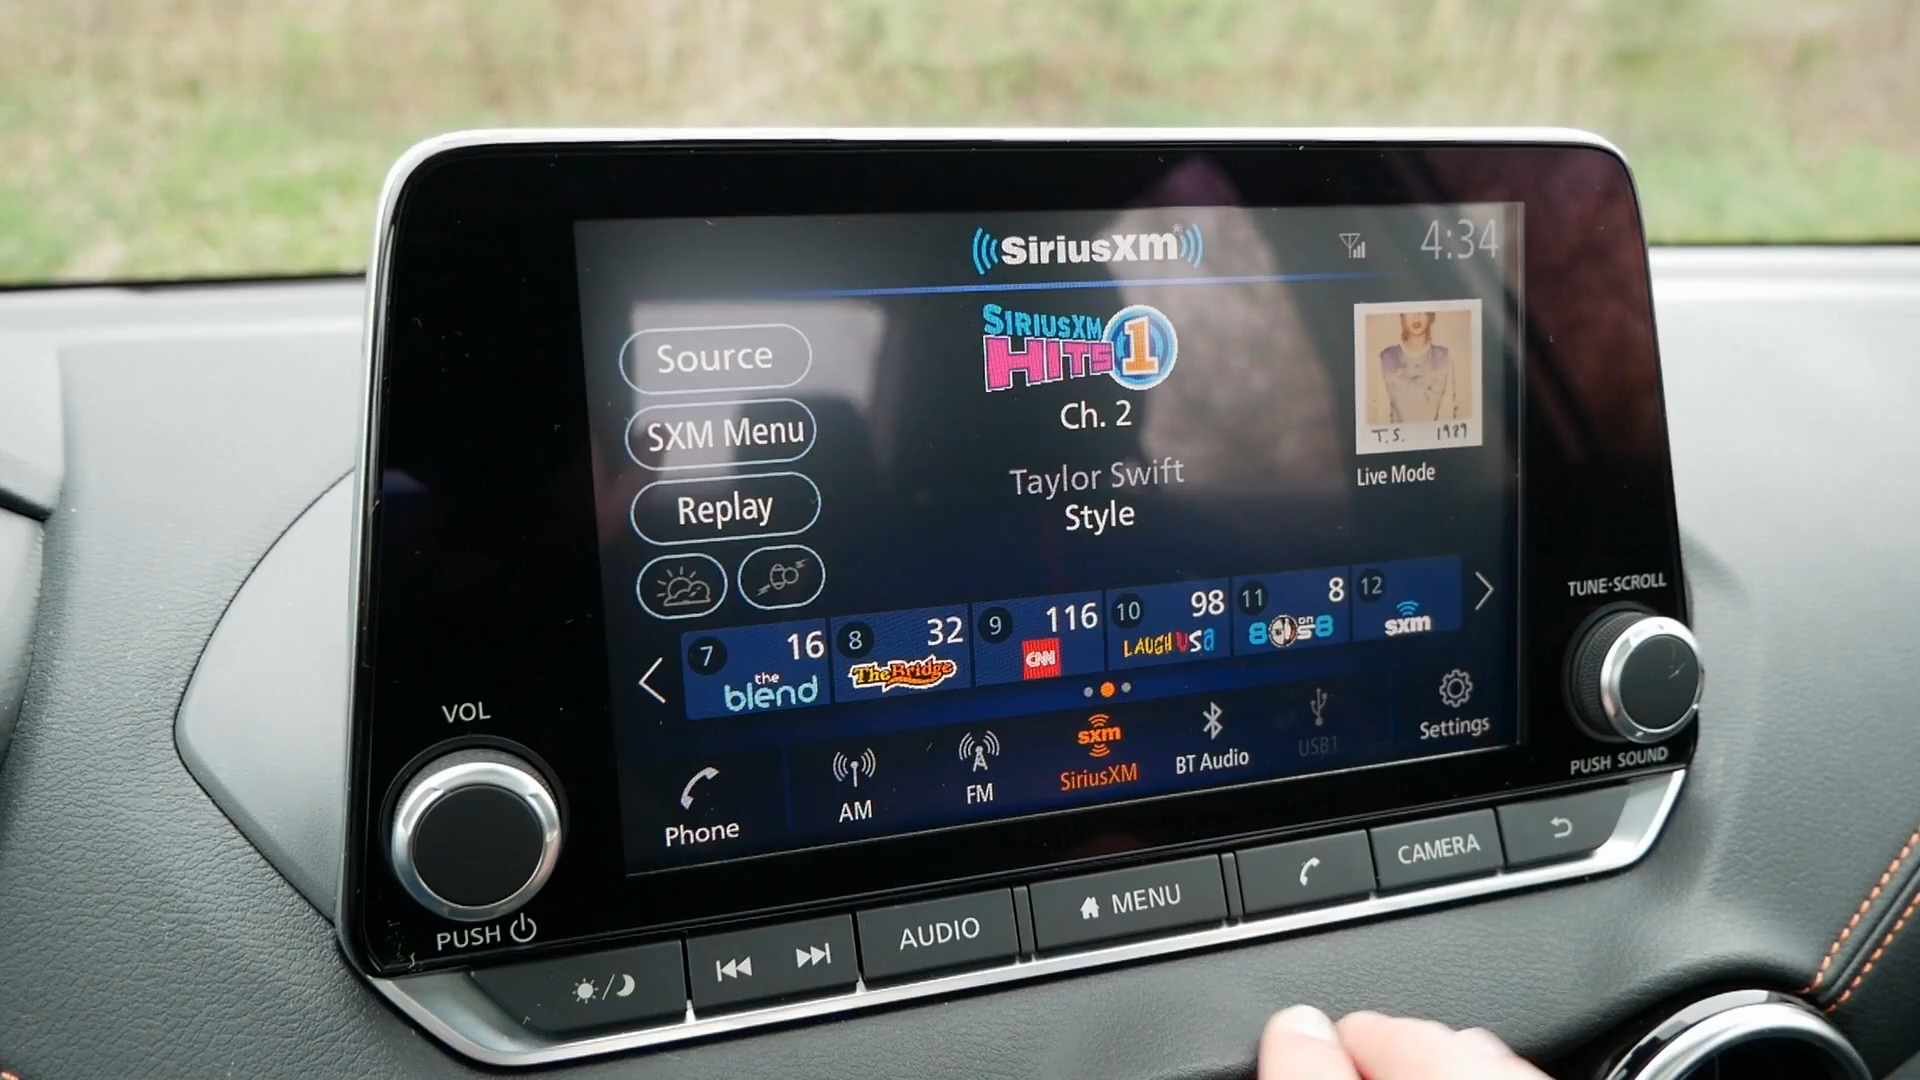 SiriusXM
4:34
Source
SXM Menu
Replay
SIRIUSXM
HITS 1
Ch. 2
Taylor Swift
Style
T.S. 1989
Live Mode
7 16
the
blend
8 32
The Bridge
9 116
CNN
10 98
LAUGH USA
11 8
80s on 8
12
sxm
Phone
AM
FM
sxm
SiriusXM
BT Audio
USB1
Settings
VOL
PUSH
TUNE·SCROLL
PUSH SOUND
AUDIO
MENU
CAMERA